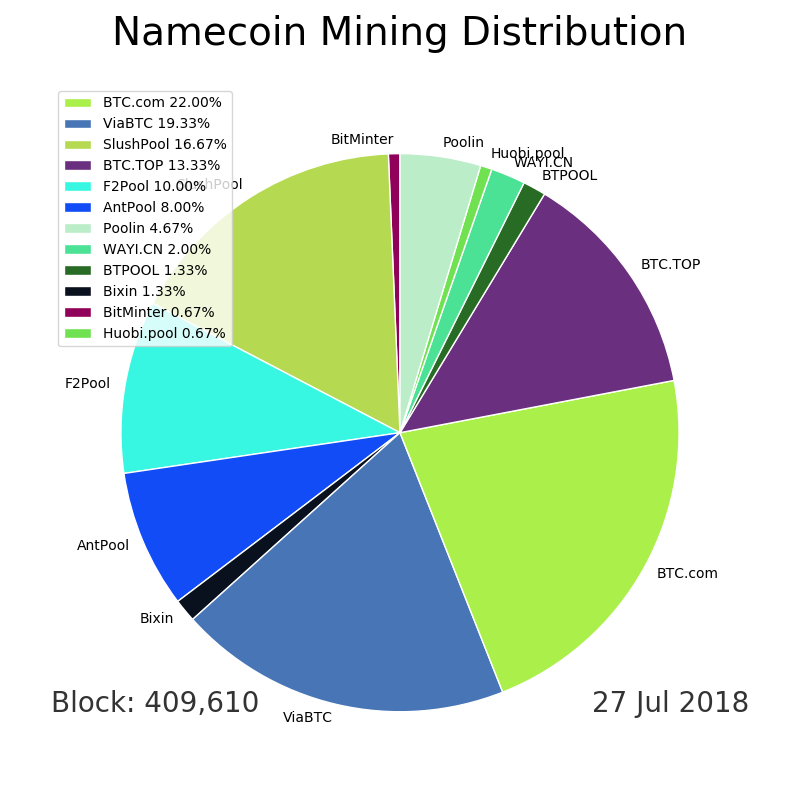 Namecoin Mining Distribution
BTC.com 22.00%
ViaBTC 19.33%
SlushPool 16.67%
BTC.TOP 13.33%
F2Pool 10.00%
AntPool 8.00%
Poolin 4.67%
WAYI.CN 2.00%
BTPOOL 1.33%
Bixin 1.33%
BitMinter 0.67%
Huobi.pool 0.67%
BitMinter
Poolin
Huobi.pool
WAYI.CN
BTPOOL
SlushPool
BTC.TOP
F2Pool
AntPool
BTC.com
Bixin
ViaBTC
Block: 409,610
27 Jul 2018